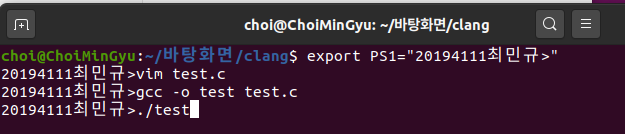 choi@ChoiMinGyu: ~/바탕화면/clang
choi@ChoiMinGyu:~/바탕화면/clang$ export PS1="20194111최민규>"
20194111최민규>vim test.c
20194111최민규>gcc -o test test.c
20194111최민규>./test